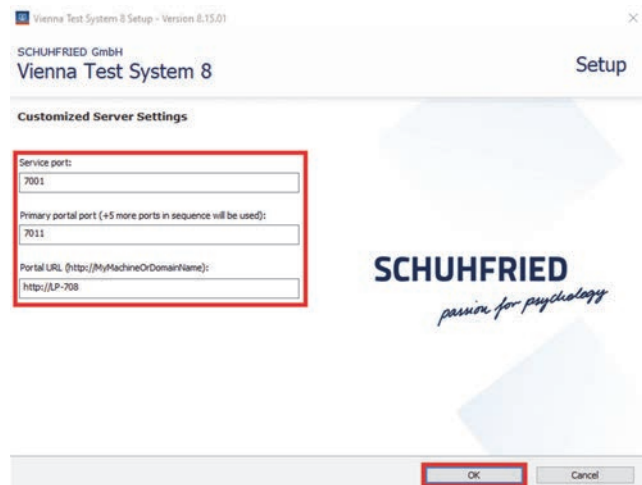 Vienna Test System 8 Setup - Version 8.15.01
SCHUHFRIED GmbH
Vienna Test System 8
Setup
Customized Server Settings
Service port:
7001
Primary portal port (+5 more ports in sequence will be used):
7011
Portal URL (http://MyMachineOrDomainName):
http://LP-708
SCHUHFRIED
passion for psychology
OK
Cancel